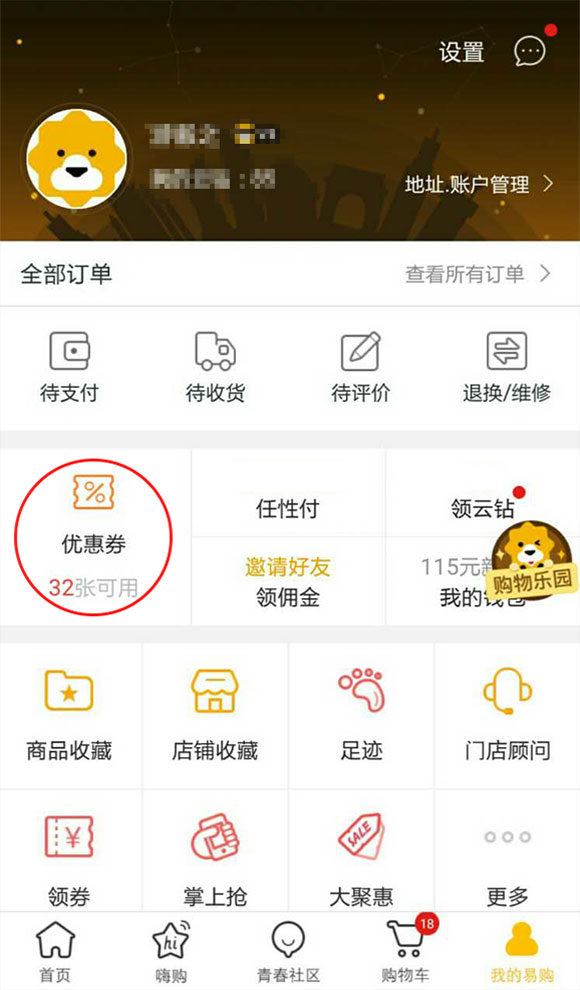 设置
地址.账户管理
全部订单
查看所有订单
待支付
待收货
待评价
退换/维修
优惠券
32张可用
任性付
领云钻
邀请好友
领佣金
115元
我的钱包
购物乐园
商品收藏
店铺收藏
足迹
门店顾问
¥
SALE
领券
掌上抢
大聚惠
更多
hi
18
首页
嗨购
青春社区
购物车
我的易购